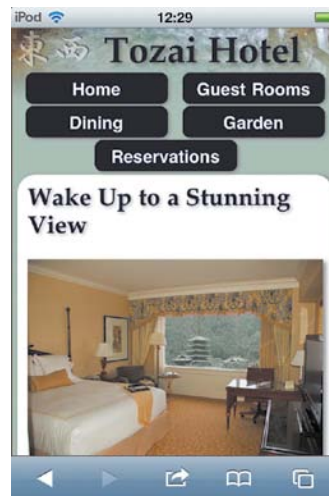 iPod 12:29
東西 Tozai Hotel
Home Guest Rooms
Dining Garden
Reservations
Wake Up to a Stunning
View